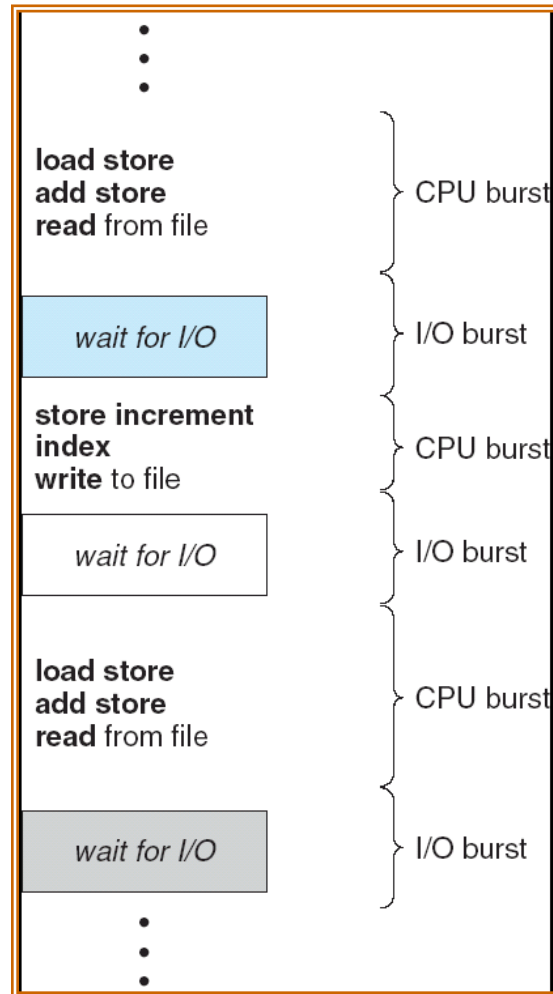 load store
add store
read from file
CPU burst
wait for I/O
I/O burst
store increment
index
write to file
CPU burst
wait for I/O
I/O burst
load store
add store
read from file
CPU burst
wait for I/O
I/O burst